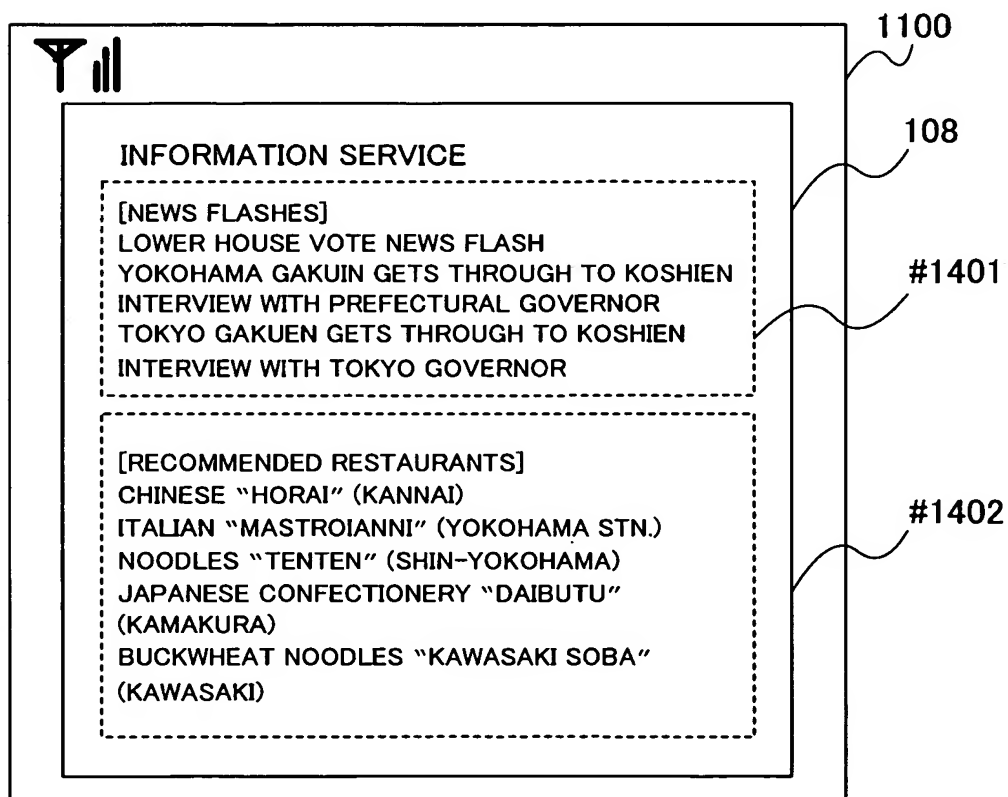 1100
108
INFORMATION SERVICE
[NEWS FLASHES]
LOWER HOUSE VOTE NEWS FLASH
YOKOHAMA GAKUIN GETS THROUGH TO KOSHIEN
#1401
INTERVIEW WITH PREFECTURAL GOVERNOR
TOKYO GAKUEN GETS THROUGH TO KOSHIEN
INTERVIEW WITH TOKYO GOVERNOR
[RECOMMENDED RESTAURANTS]
CHINESE “HORAI” (KANNAI)
ITALIAN “MASTROIANNI” (YOKOHAMA STN.)
#1402
NOODLES “TENTEN” (SHIN-YOKOHAMA)
JAPANESE CONFECTIONERY “DAIBUTU”
(KAMAKURA)
BUCKWHEAT NOODLES “KAWASAKI SOBA”
(KAWASAKI)